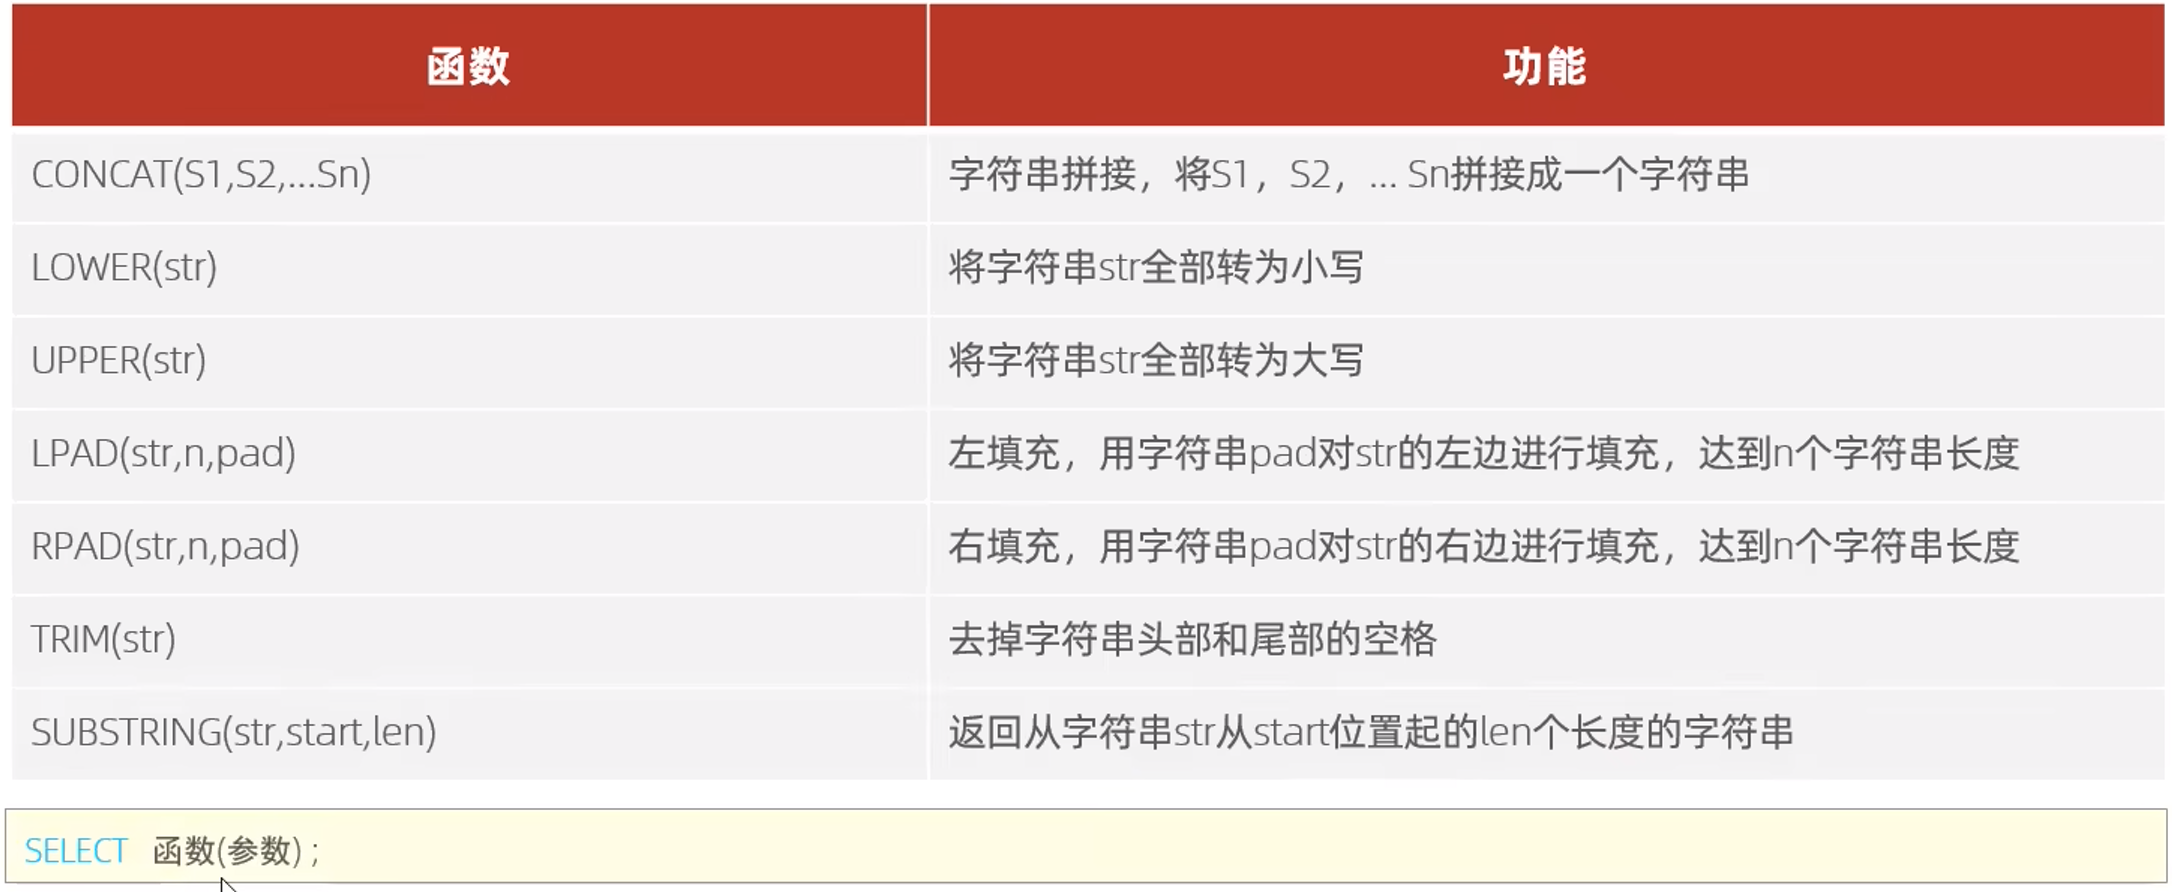 函数 功能
CONCAT(S1,S2,...Sn) 字符串拼接，将S1，S2，... Sn拼接成一个字符串
LOWER(str) 将字符串str全部转为小写
UPPER(str) 将字符串str全部转为大写
LPAD(str,n,pad) 左填充，用字符串pad对str的左边进行填充，达到n个字符串长度
RPAD(str,n,pad) 右填充，用字符串pad对str的右边进行填充，达到n个字符串长度
TRIM(str) 去掉字符串头部和尾部的空格
SUBSTRING(str,start,len) 返回从字符串str从start位置起的len个长度的字符串
SELECT 函数(参数) ;